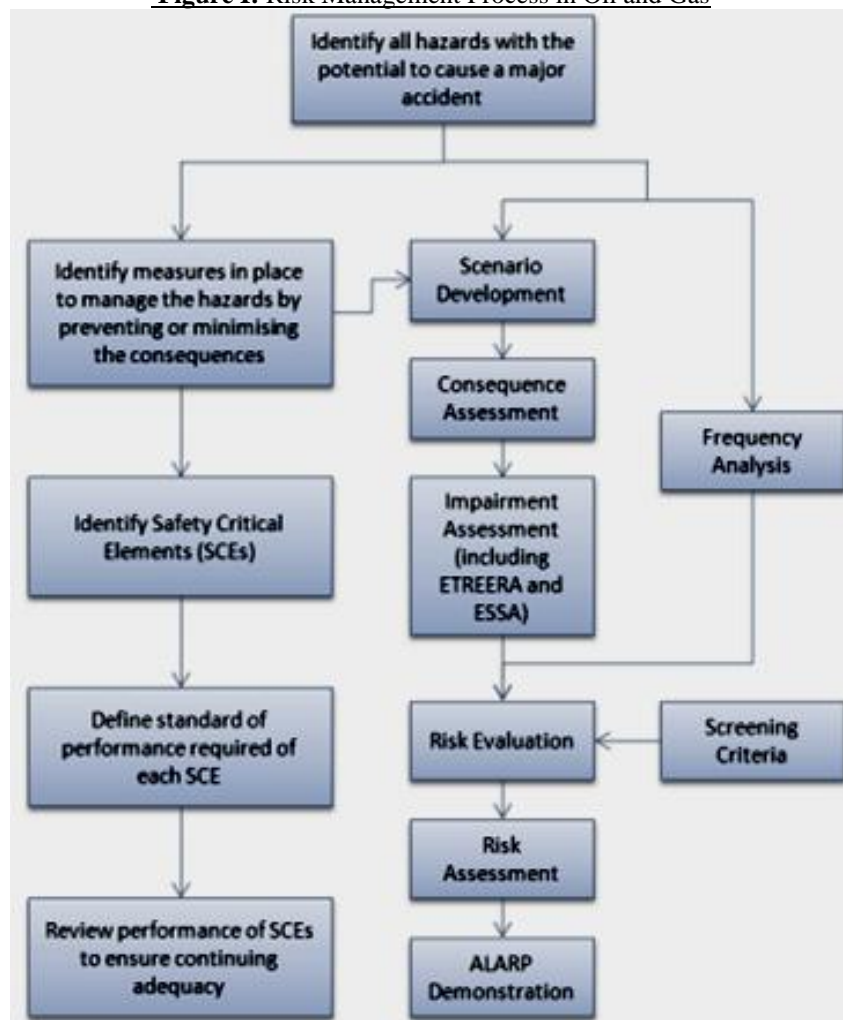 Figure 1. Risk Management Process in Oil and Gas
Identify all hazards with the
potential to cause a major
accident
Identify measures in place
to manage the hazards by
preventing or minimising
the consequences
Scenario
Development
Consequence
Assessment
Frequency
Analysis
Identify Safety Critical
Elements (SCEs)
Impairment
Assessment
(including
ETREERA and
ESSA)
Define standard of
performance required of
each SCE
Risk Evaluation
Screening
Criteria
Risk
Assessment
Review performance of SCEs
to ensure continuing
adequacy
ALARP
Demonstration